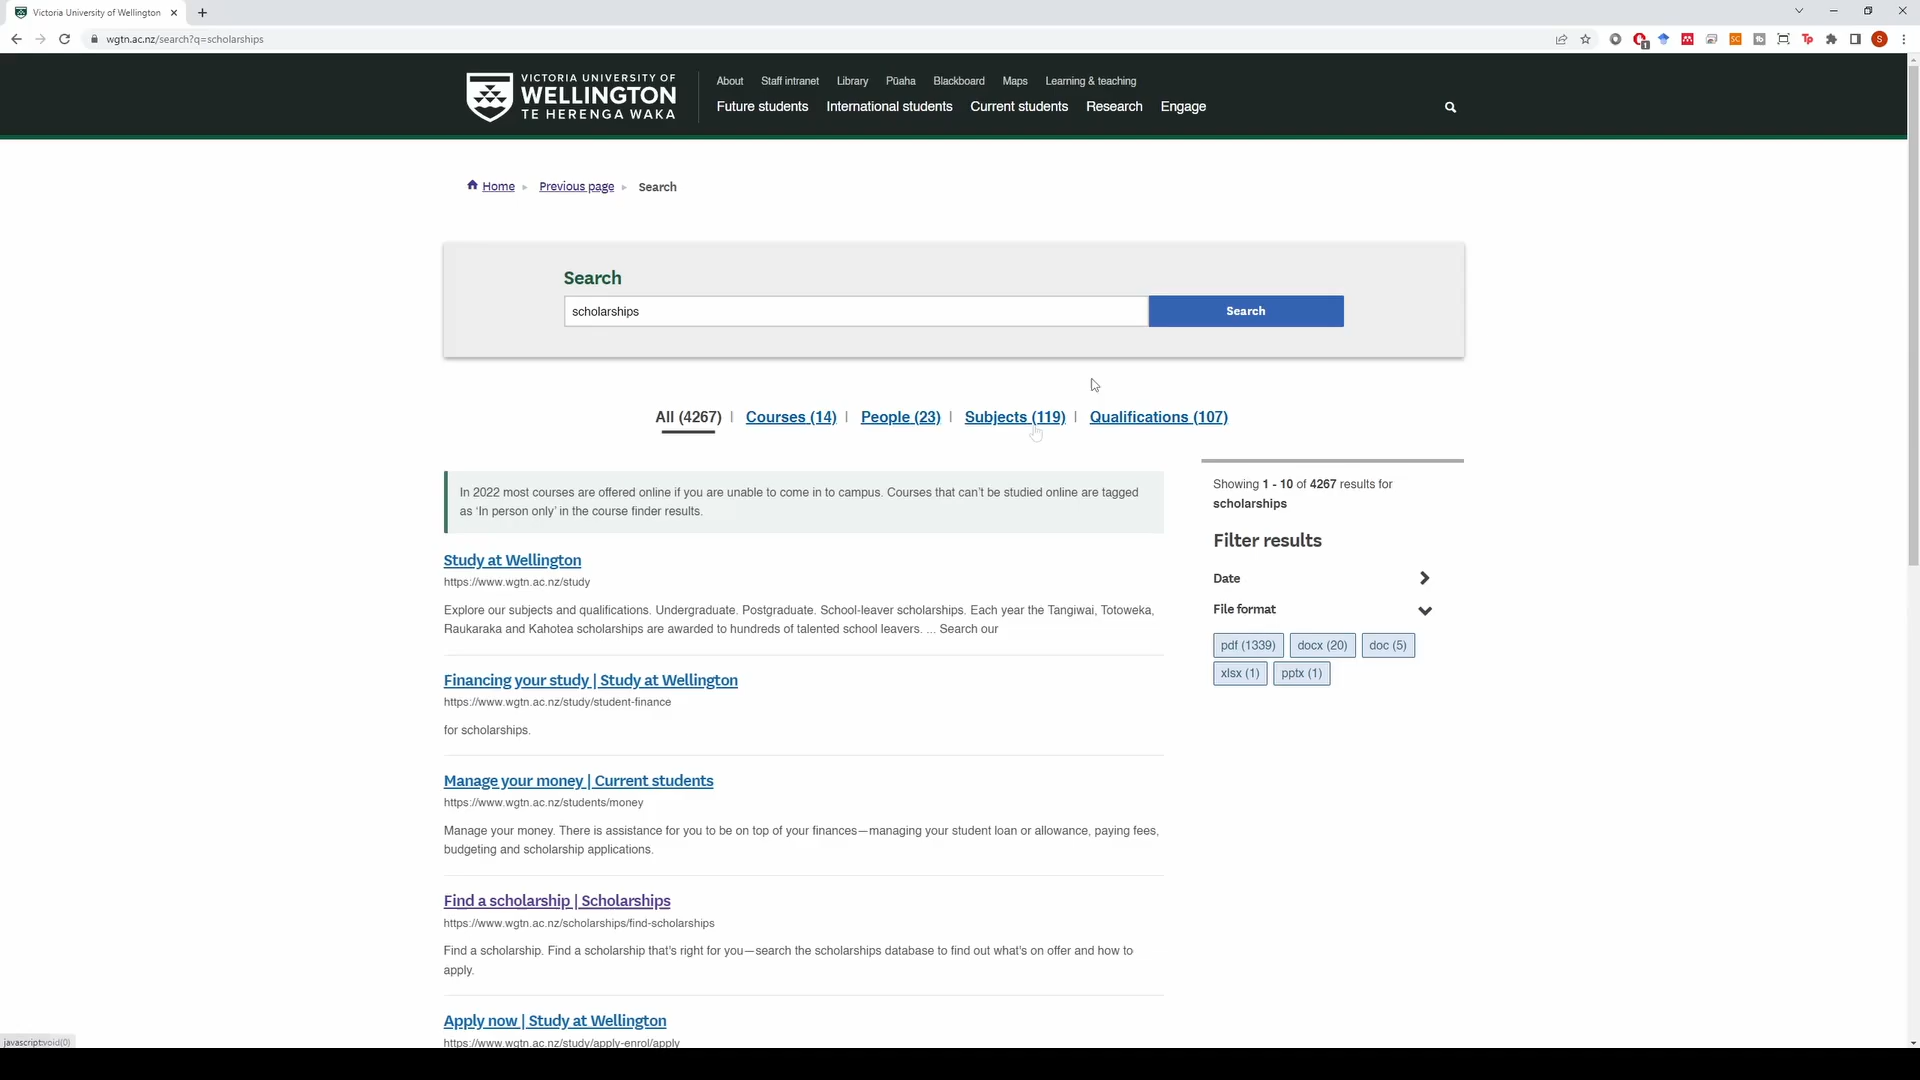 Victoria University of Wellington
wgtn.ac.nz/search?q=scholarships
VICTORIA UNIVERSITY OF
WELLINGTON
TE HERENGA WAKA
About Staff intranet Library Pūaha Blackboard Maps Learning & teaching
Future students International students Current students Research Engage
Home Previous page Search
Search
scholarships Search
All (4267) | Courses (14) | People (23) | Subjects (119) | Qualifications (107)
In 2022 most courses are offered online if you are unable to come in to campus. Courses that can't be studied online are tagged
as 'In person only' in the course finder results.
Study at Wellington
https://www.wgtn.ac.nz/study
Explore our subjects and qualifications. Undergraduate. Postgraduate. School-leaver scholarships. Each year the Tangiwai, Totoweka,
Raukaraka and Kahotea scholarships are awarded to hundreds of talented school leavers. ... Search our
Financing your study | Study at Wellington
https://www.wgtn.ac.nz/study/student-finance
for scholarships.
Manage your money | Current students
https://www.wgtn.ac.nz/students/money
Manage your money. There is assistance for you to be on top of your finances—managing your student loan or allowance, paying fees,
budgeting and scholarship applications.
Find a scholarship | Scholarships
https://www.wgtn.ac.nz/scholarships/find-scholarships
Find a scholarship. Find a scholarship that's right for you—search the scholarships database to find out what's on offer and how to
apply.
Apply now | Study at Wellington
https://www.wgtn.ac.nz/study/apply-enrol/apply
Showing 1 - 10 of 4267 results for
scholarships
Filter results
Date
File format
pdf (1339) docx (20) doc (5)
xlsx (1) pptx (1)
javascript:void(0)